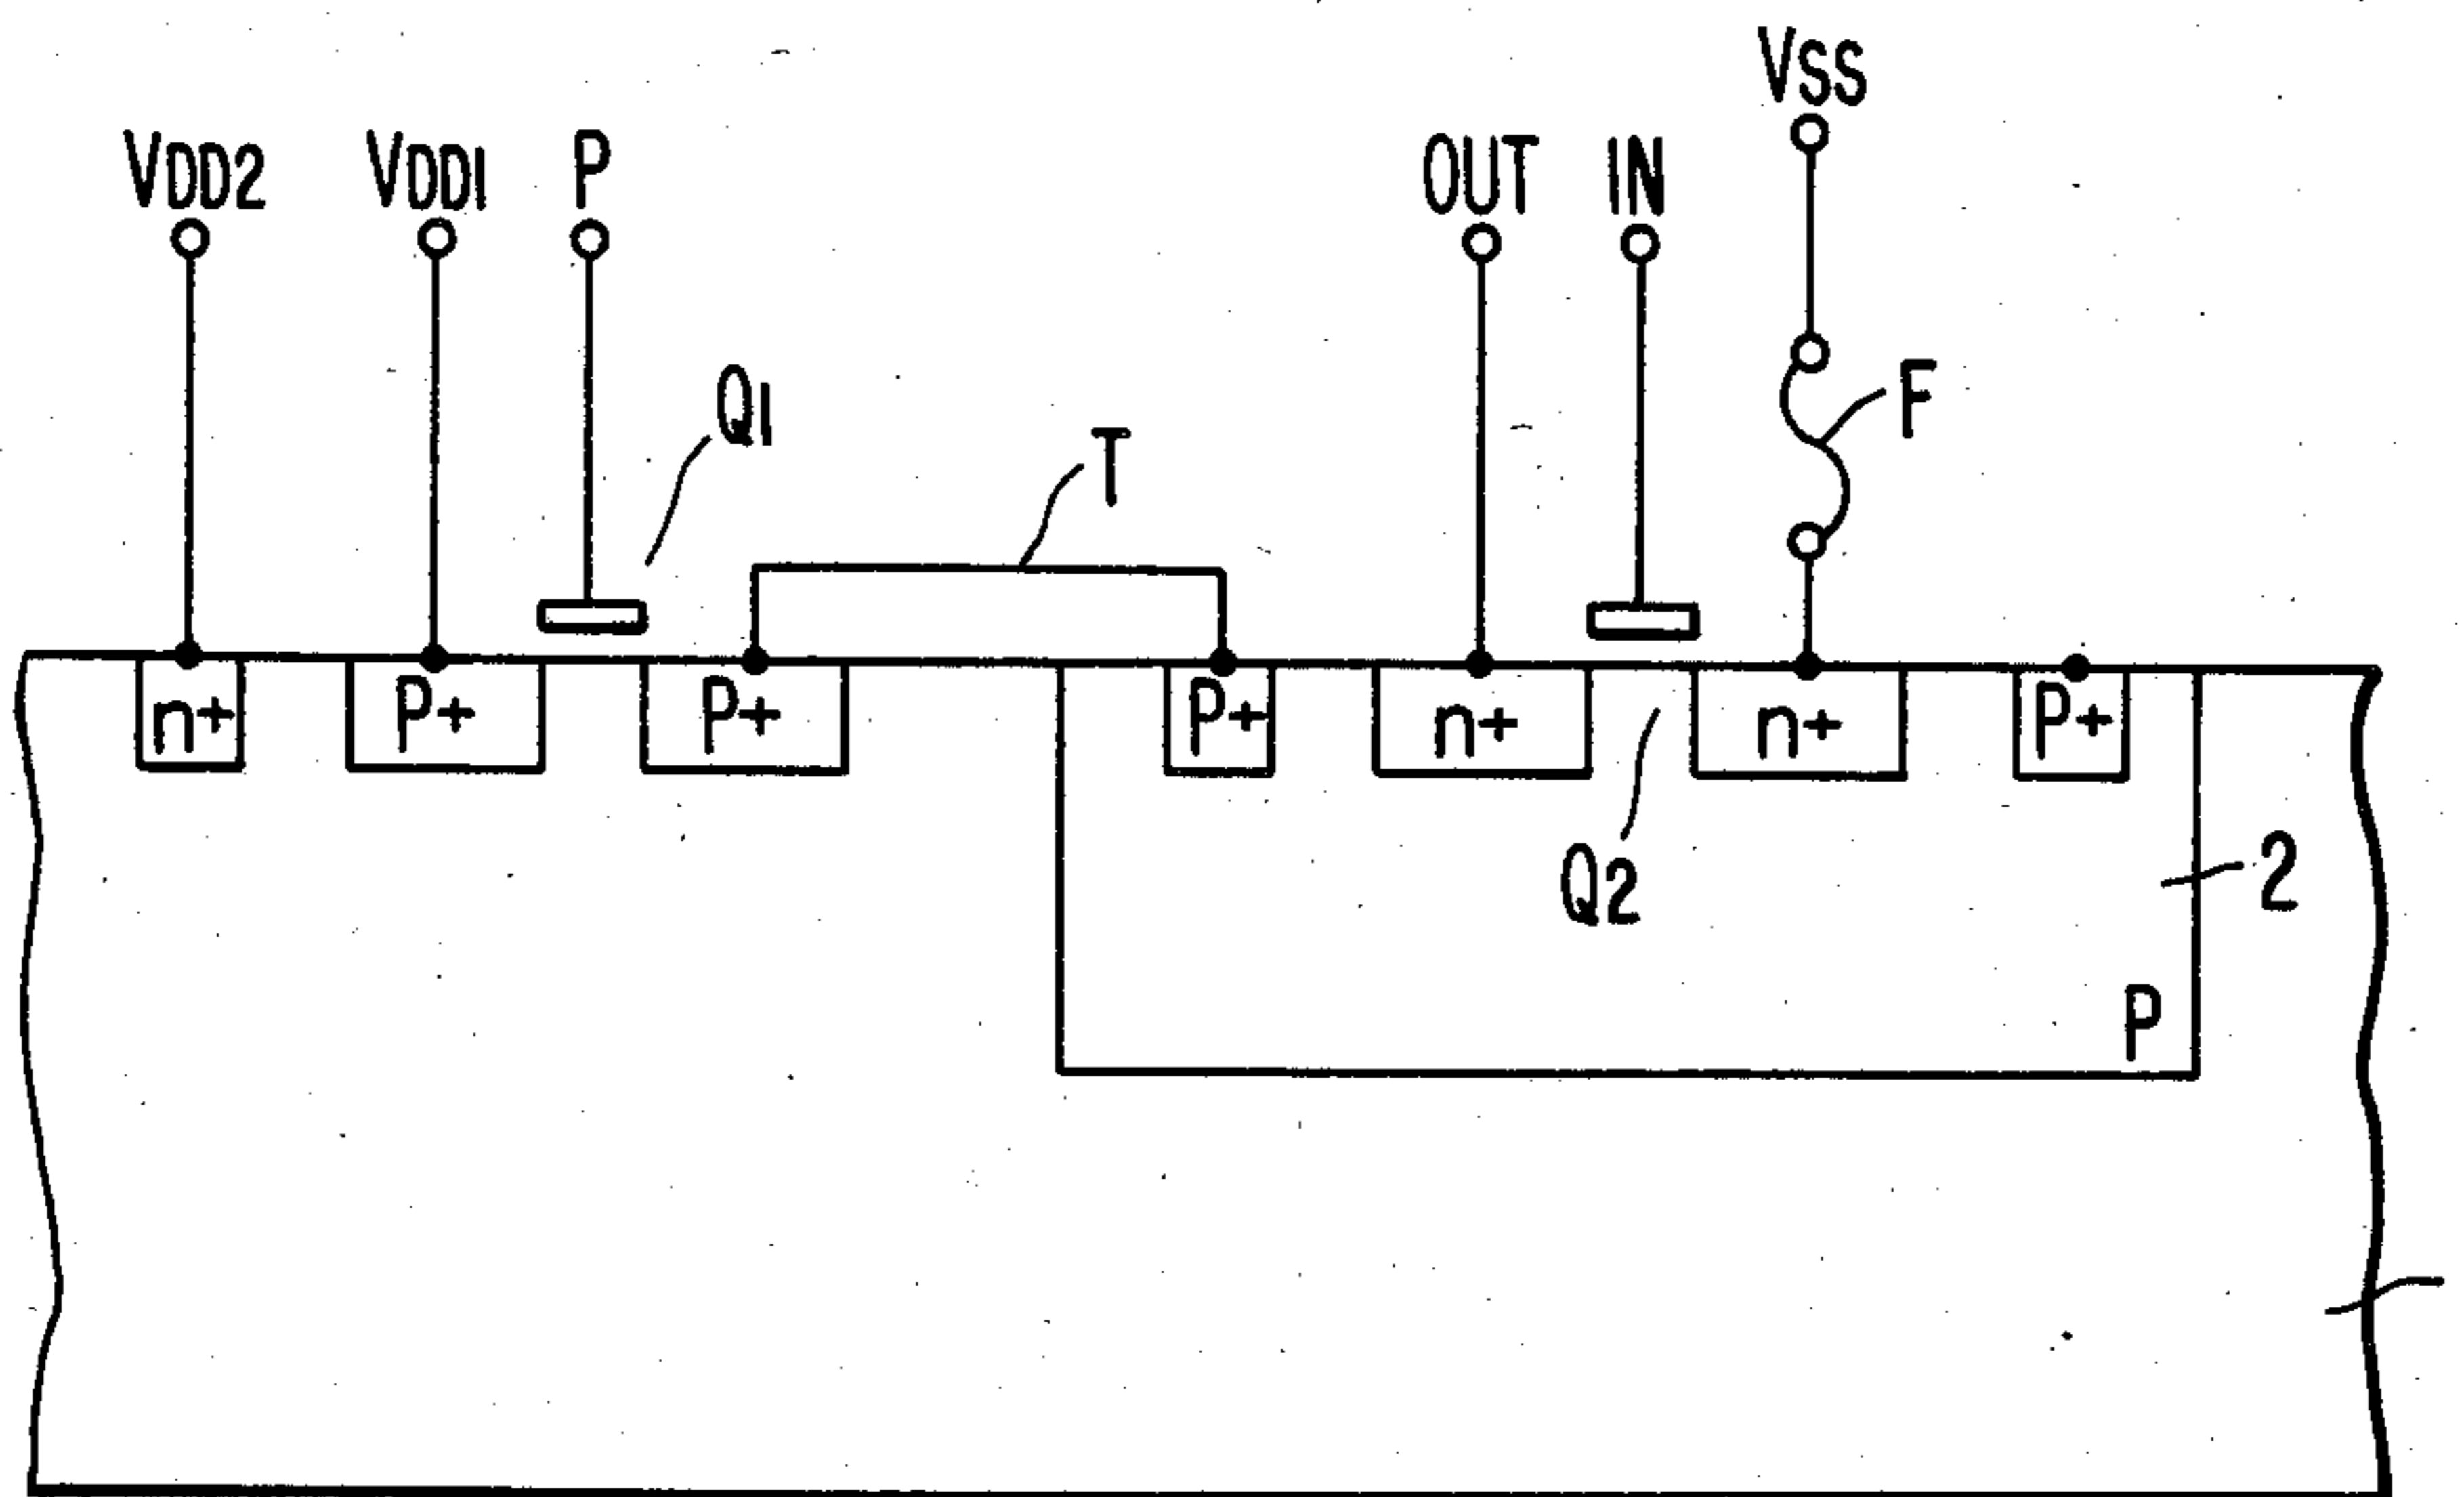 VSS
VDD2 VDD1 P OUT IN
F
Q1
T
n+ P+ P+ P+ n+ n+ P+
Q2
2
P